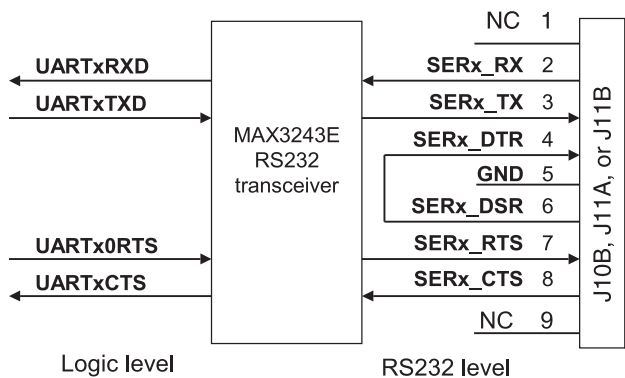 NC 1
UARTxRXD
SERx_RX 2
UARTxTXD
SERx_TX 3
MAX3243E
RS232
transceiver
SERx_DTR 4
GND 5
SERx_DSR 6
UARTx0RTS
SERx_RTS 7
UARTxCTS
SERx_CTS 8
NC 9
J10B, J11A, or J11B
Logic level
RS232 level